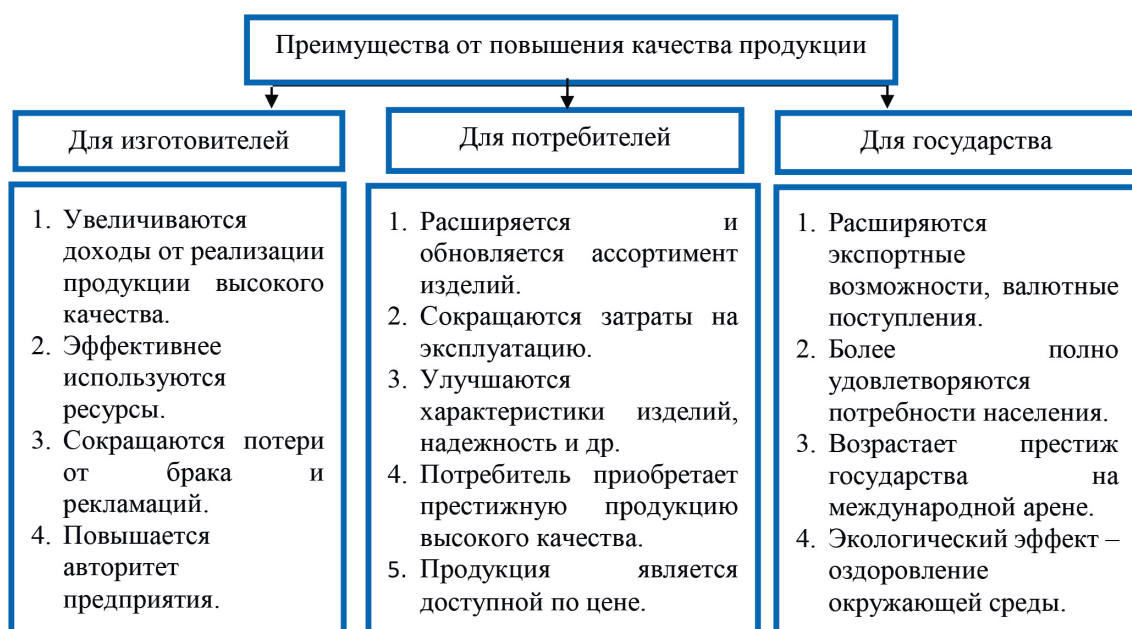 Преимущества от повышения качества продукции
Для изготовителей
Для потребителей
Для государства
1. Увеличиваются
доходы от реализации
продукции высокого
качества.
2. Эффективнее
используются
ресурсы.
3. Сокращаются потери
от брака и
рекламаций.
4. Повышается
авторитет
предприятия.
1. Расширяется и
обновляется ассортимент
изделий.
2. Сокращаются затраты на
эксплуатацию.
3. Улучшаются
характеристики изделий,
надежность и др.
4. Потребитель приобретает
престижную продукцию
высокого качества.
5. Продукция является
доступной по цене.
1. Расширяются
экспортные
возможности, валютные
поступления.
2. Более полно
удовлетворяются
потребности населения.
3. Возрастает престиж
государства на
международной арене.
4. Экологический эффект –
оздоровление
окружающей среды.